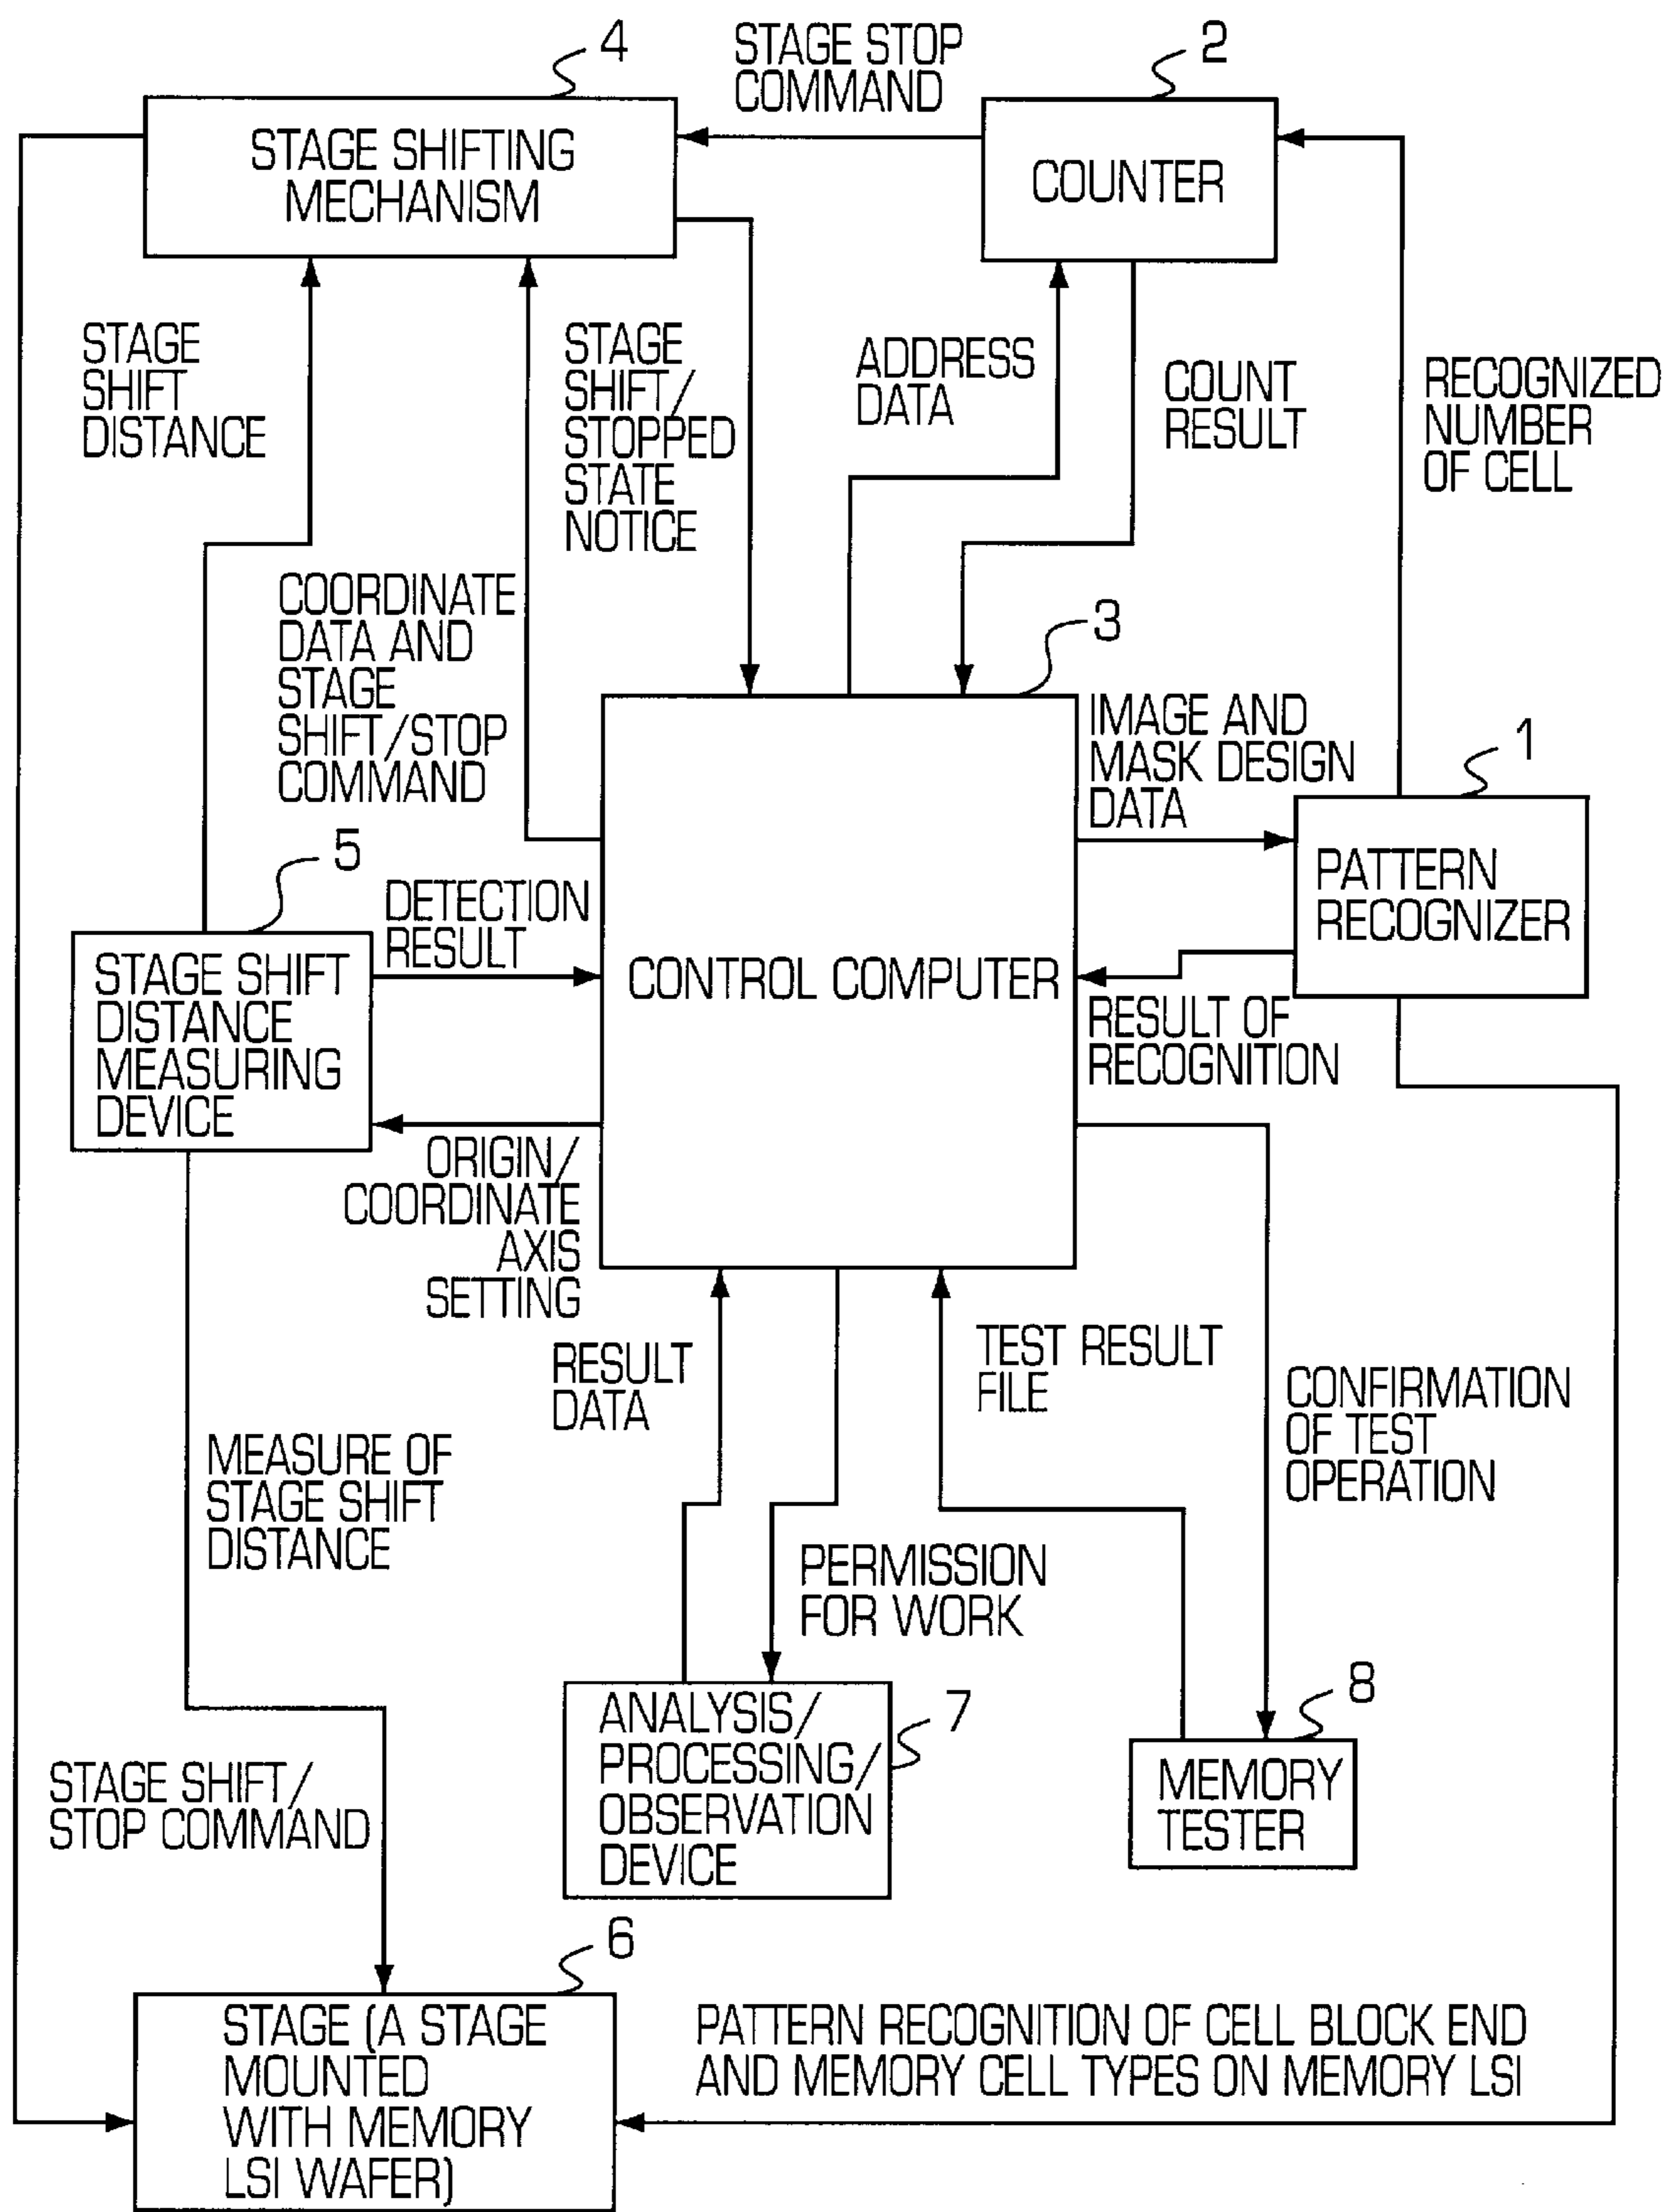 4
STAGE STOP
COMMAND
2
STAGE SHIFTING
MECHANISM
COUNTER
STAGE
SHIFT
DISTANCE
STAGE
SHIFT/
STOPPED
STATE
NOTICE
ADDRESS
DATA
COUNT
RESULT
RECOGNIZED
NUMBER
OF CELL
COORDINATE
DATA AND
STAGE
SHIFT/STOP
COMMAND
3
IMAGE AND
MASK DESIGN
DATA
1
PATTERN
RECOGNIZER
5
DETECTION
RESULT
STAGE SHIFT
DISTANCE
MEASURING
DEVICE
CONTROL COMPUTER
RESULT OF
RECOGNITION
ORIGIN/
COORDINATE
AXIS
SETTING
RESULT
DATA
TEST RESULT
FILE
CONFIRMATION
OF TEST
OPERATION
MEASURE OF
STAGE SHIFT
DISTANCE
PERMISSION
FOR WORK
ANALYSIS/
PROCESSING/
OBSERVATION
DEVICE
7
8
MEMORY
TESTER
STAGE SHIFT/
STOP COMMAND
6
STAGE (A STAGE
MOUNTED
WITH MEMORY
LSI WAFER)
PATTERN RECOGNITION OF CELL BLOCK END
AND MEMORY CELL TYPES ON MEMORY LSI